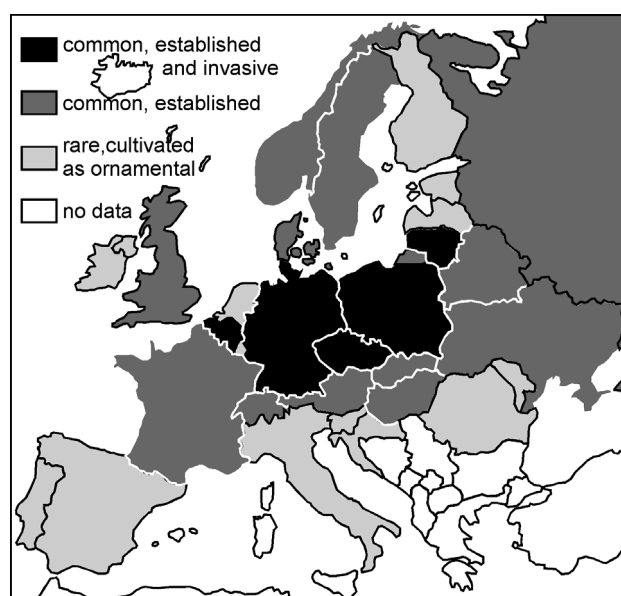 common, established
and invasive
common, established
rare,cultivated
as ornamental
no data